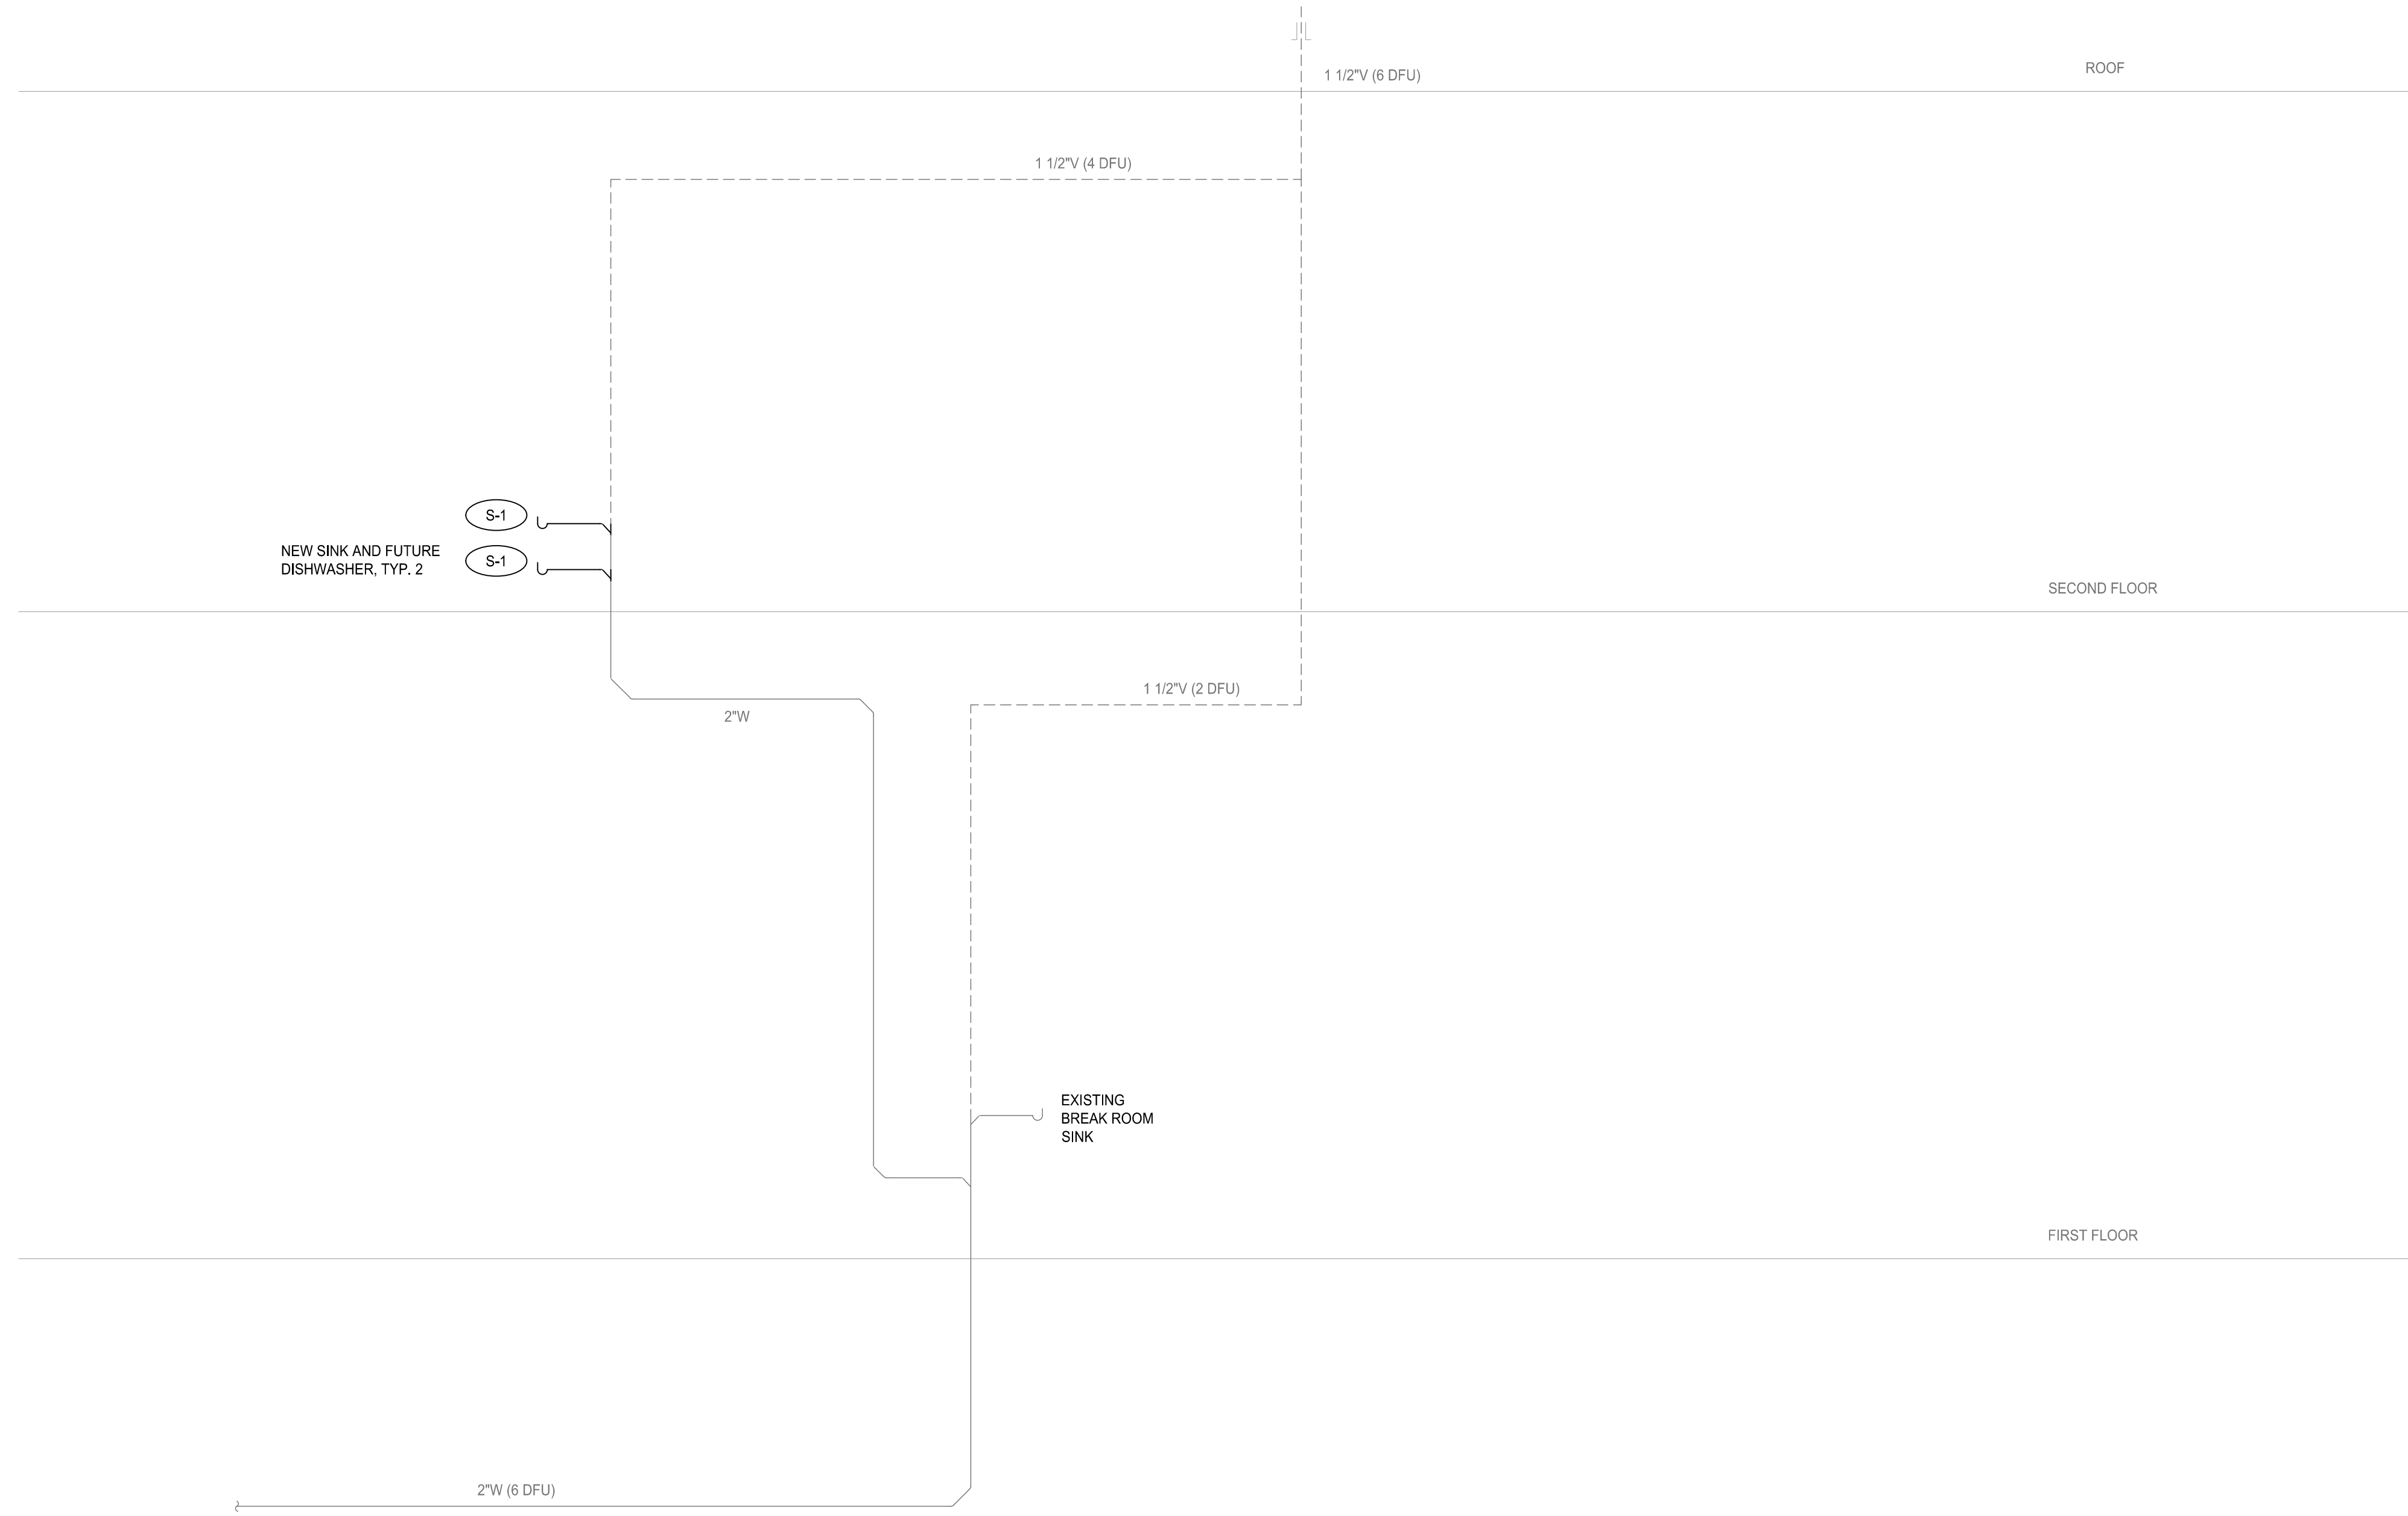 ROOF
1 1/2"V (6 DFU)
1 1/2"V (4 DFU)
S-1
NEW SINK AND FUTURE
DISHWASHER, TYP. 2
S-1
SECOND FLOOR
1 1/2"V (2 DFU)
2"W
EXISTING
BREAK ROOM
SINK
FIRST FLOOR
2"W (6 DFU)